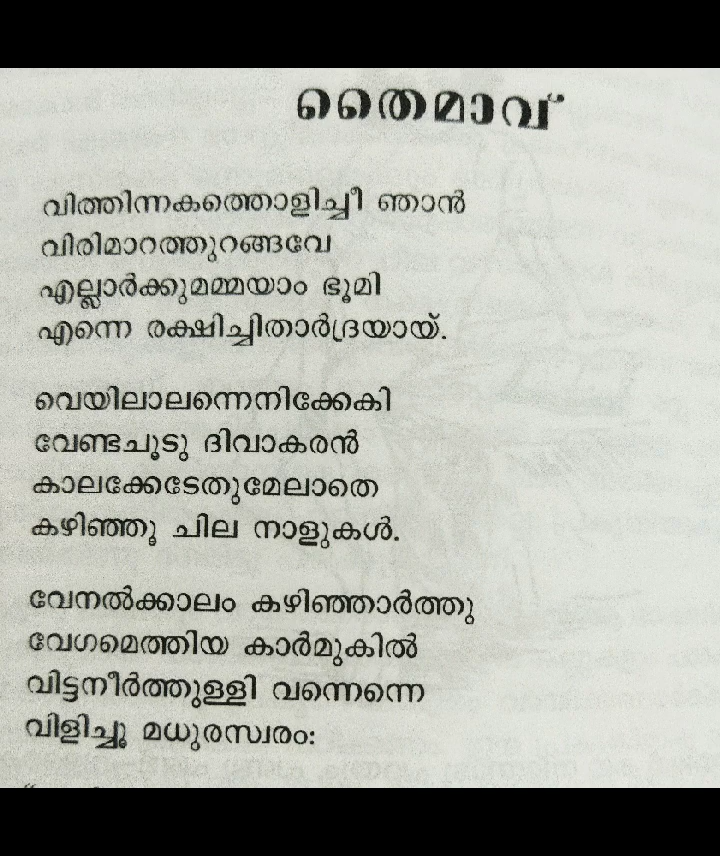 തൈമാവ്
വിത്തിന്നകത്തൊളിച്ചീ ഞാൻ
വിരിമാറത്തുറങ്ങവേ
എല്ലാർക്കുമമ്മയാം ഭൂമി
എന്നെ രക്ഷിച്ചിതാർദ്രയായ്.
വെയിലാലന്നെനിക്കേകി
വേണ്ടചൂടു ദിവാകരൻ
കാലക്കേടേതുമേലാതെ
കഴിഞ്ഞൂ ചില നാളുകൾ.
വേനൽക്കാലം കഴിഞ്ഞാർത്തു
വേഗമെത്തിയ കാർമുകിൽ
വിട്ടനീർത്തുള്ളി വന്നെന്നെ
വിളിച്ചൂ മധുരസ്വരം: